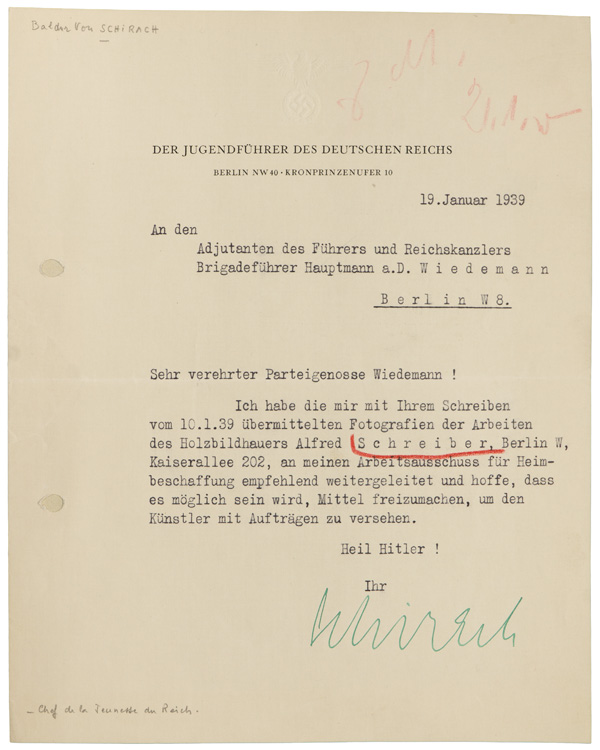 Baldur Von SCHIRACH
DER JUGENDFÜHRER DES DEUTSCHEN REICHS
BERLIN NW 40 · KRONPRINZENUFER 10
19.Januar 1939
An den
Adjutanten des Führers und Reichskanzlers
Brigadeführer Hauptmann a.D. W i e d e m a n n
B e r l i n W 8.
Sehr verehrter Parteigenosse Wiedemann !
Ich habe die mir mit Ihrem Schreiben
vom 10.1.39 übermittelten Fotografien der Arbeiten
des Holzbildhauers Alfred S c h r e i b e r, Berlin W,
Kaiserallee 202, an meinen Arbeitsausschuss für Heim-
beschaffung empfehlend weitergeleitet und hoffe, dass
es möglich sein wird, Mittel freizumachen, um den
Künstler mit Aufträgen zu versehen.
Heil Hitler !
Ihr
Schirach
- Chef de la Jeunesse du Reich -